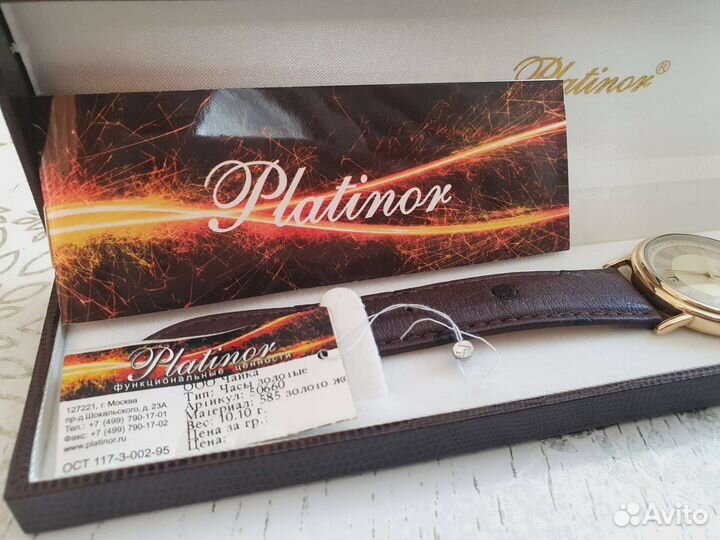 Platinor®
Platinor
Platinor
функциональные ценности
127221, г. Москва
пр-д Шокальского, д. 23А
Тел.: +7 (499) 790-17-01
Факс: +7 (499) 790-17-02
www.platinor.ru
ОСТ 117-3-002-95
ООО Чайка
Тип: Часы золотые
Артикул: 50660
Материал: 585 золото же
Вес: 10.10 г.
Цена за гр.:
Цена:
Avito